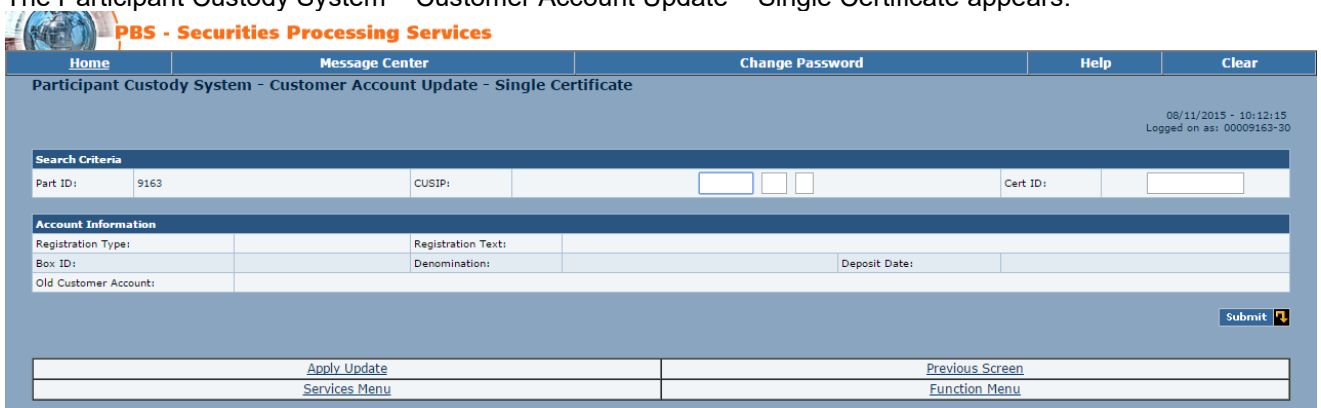 The Participant Custody System – Customer Account Update – Single Certificate appears:
PBS - Securities Processing Services
Home Message Center Change Password Help Clear
Participant Custody System - Customer Account Update - Single Certificate
08/11/2015 - 10:12:15
Logged on as: 00009163-30
Search Criteria
Part ID: 9163 CUSIP: Cert ID:
Account Information
Registration Type: Registration Text:
Box ID: Denomination: Deposit Date:
Old Customer Account:
Submit
Apply Update Previous Screen
Services Menu Function Menu